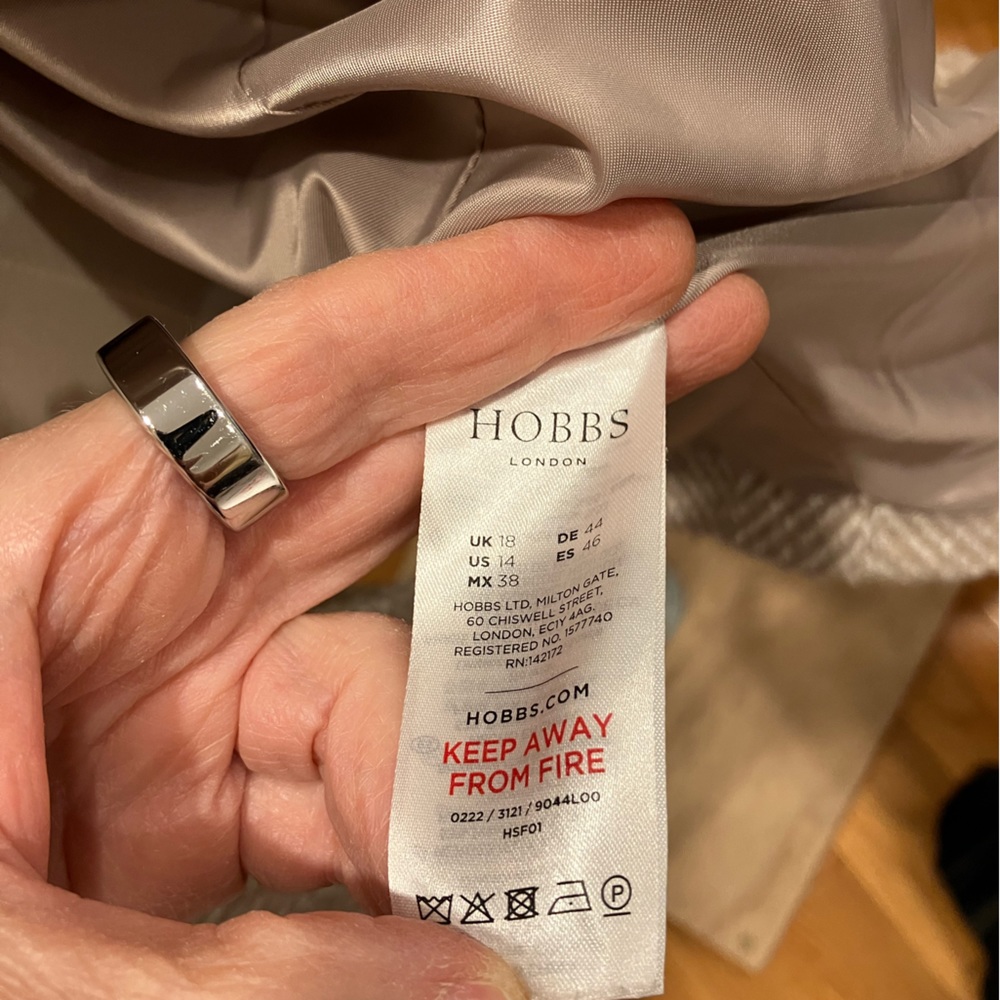 HOBBS
LONDON
UK 18
US 14
MX 38
DE 44
ES 46
HOBBS LTD, MILTON GATE,
60 CHISWELL STREET,
LONDON, EC1Y 4AG.
REGISTERED NO. 1577740
RN:142172
HOBBS.COM
KEEP AWAY
FROM FIRE
0222 / 3121 / 9044L00
HSF01
P